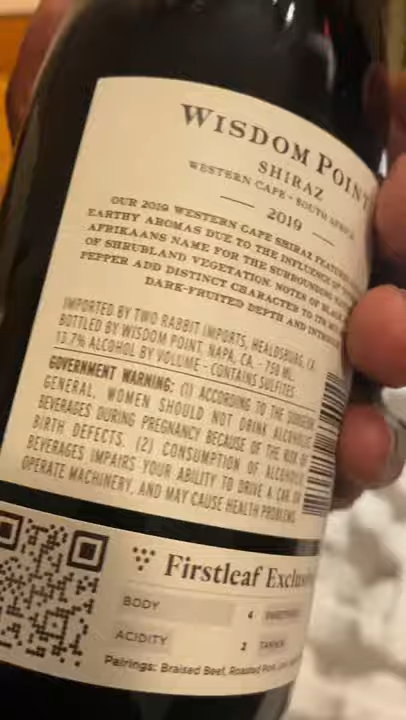 WISDOM POINT
SHIRAZ
WESTERN CAPE - SOUTH AFRICA
2019
OUR 2019 WESTERN CAPE SHIRAZ FEATURES
EARTHY AROMAS DUE TO THE INFLUENCE OF
AFRIKAANS NAME FOR THE SURROUNDING
OF SHRUBLAND VEGETATION. NOTES OF BLACK
PEPPER ADD DISTINCT CHARACTER TO ITS
DARK-FRUITED DEPTH AND
IMPORTED BY TWO RABBIT IMPORTS, HEALDSBURG, CA
BOTTLED BY WISDOM POINT, NAPA, CA - 750 ML
13.7% ALCOHOL BY VOLUME - CONTAINS SULFITES
GOVERNMENT WARNING: (1) ACCORDING TO THE SURGEON
GENERAL, WOMEN SHOULD NOT DRINK ALCOHOLIC
BEVERAGES DURING PREGNANCY BECAUSE OF THE RISK OF
BIRTH DEFECTS. (2) CONSUMPTION OF ALCOHOLIC
BEVERAGES IMPAIRS YOUR ABILITY TO DRIVE A CAR OR
OPERATE MACHINERY, AND MAY CAUSE HEALTH PROBLEMS.
Firstleaf Exclus
BODY 4
ACIDITY TANNIN
Pairings: Braised Beef, Roasted Pork,